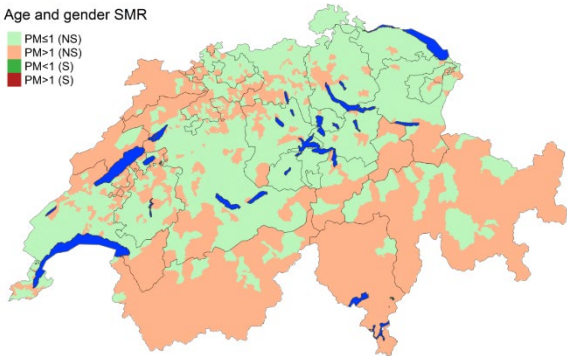 Age and gender SMR
PM≤1 (NS)
PM>1 (NS)
PM<1 (S)
PM>1 (S)